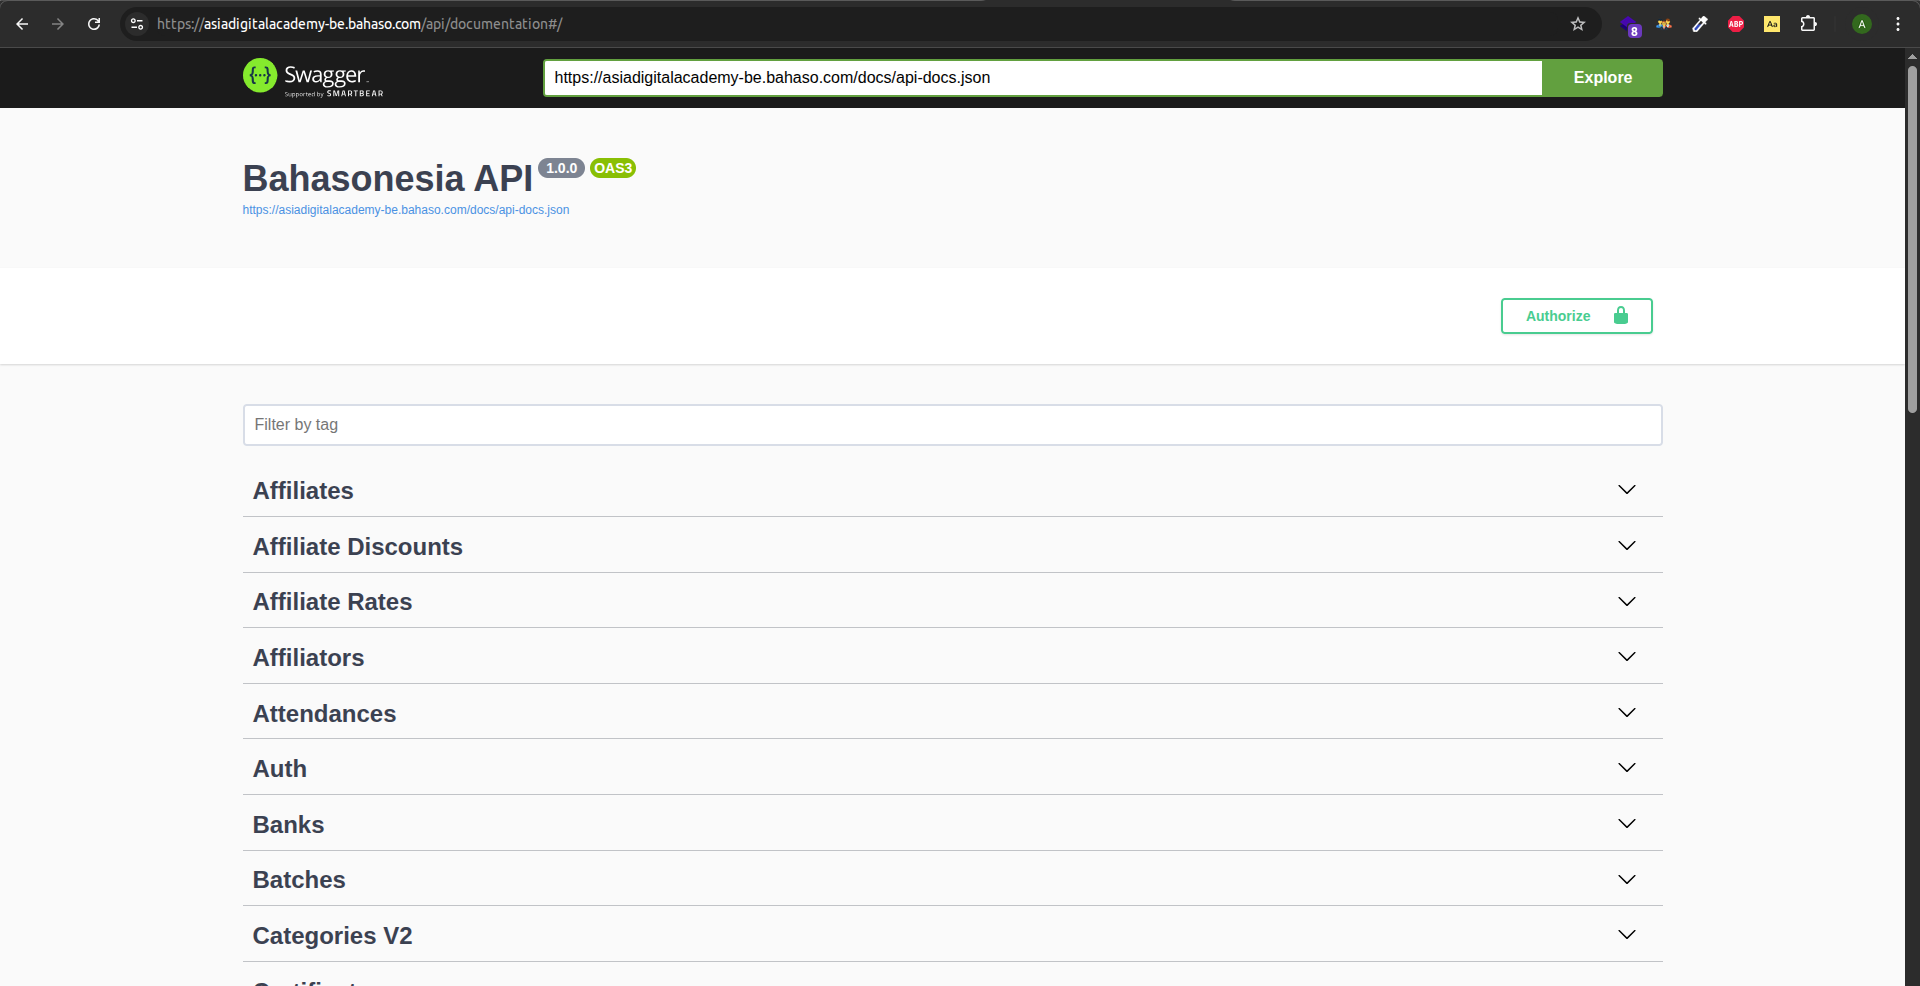 https://asiadigitalacademy-be.bahaso.com/api/documentation#/
8
ABP
Aa
A
Swagger
Supported by SMARTBEAR
https://asiadigitalacademy-be.bahaso.com/docs/api-docs.json
Explore
Bahasonesia API 1.0.0 OAS3
https://asiadigitalacademy-be.bahaso.com/docs/api-docs.json
Authorize
Filter by tag
Affiliates
Affiliate Discounts
Affiliate Rates
Affiliators
Attendances
Auth
Banks
Batches
Categories V2